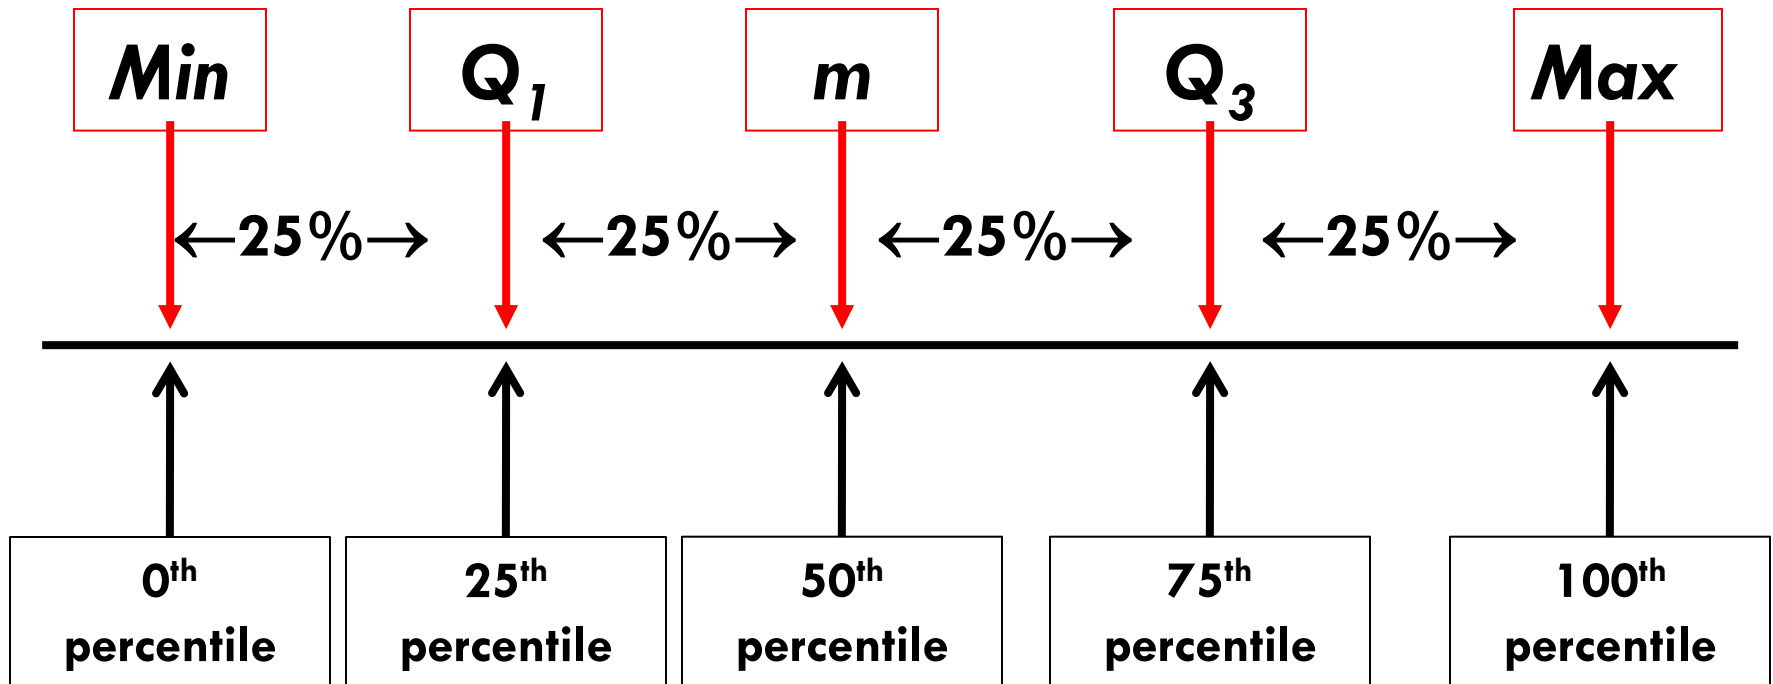 Min Q1 m Q3 Max
←25%→ ←25%→ ←25%→ ←25%→
0th 25th 50th 75th 100th
percentile percentile percentile percentile percentile